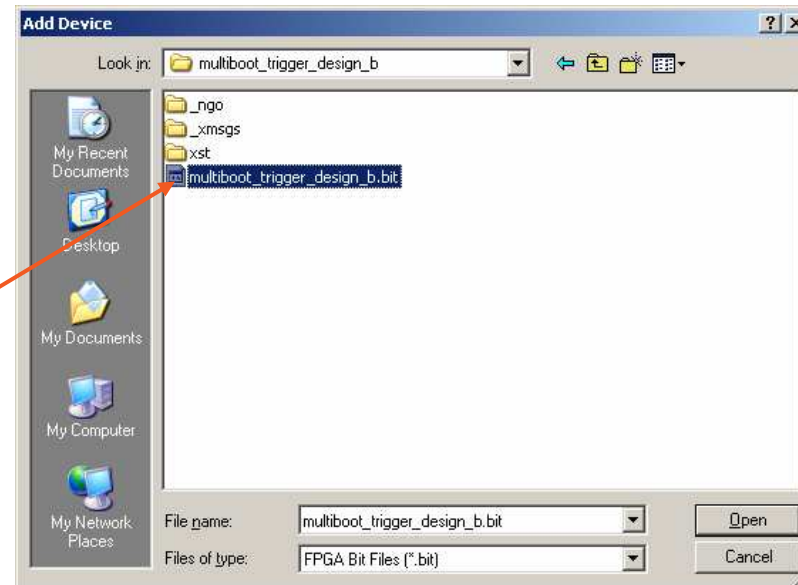 Add Device
Look in: multiboot_trigger_design_b
_ngo
_xmsgs
xst
multiboot_trigger_design_b.bit
My Recent
Documents
Desktop
My Documents
My Computer
My Network
Places
File name: multiboot_trigger_design_b.bit Open
Files of type: FPGA Bit Files (*.bit) Cancel